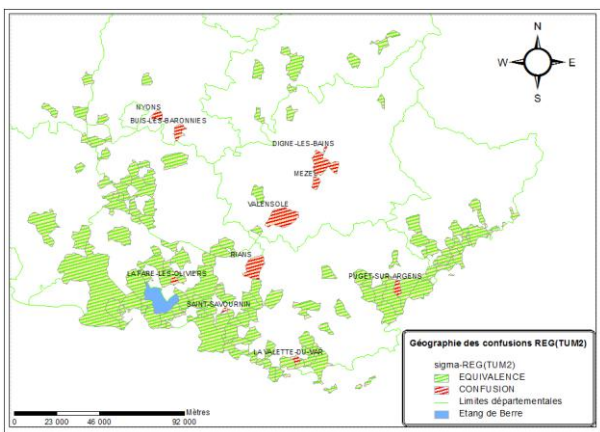 N
W E
S
NYONS
BUIS-LES-BARONNIES
DIGNE-LES-BAINS
MEZEL
VALENSOLE
RIANS
LA FARE-LES-OLIVIERS
PUGET-SUR-ARGENS
SAINT-SAVOURNIN
LA VALETTE-DU-VAR
Géographie des confusions REG(TUM2)
sigma-REG(TUM2)
EQUIVALENCE
CONFUSION
Limites départementales
Etang de Berre
Mètres
0 23 000 46 000 92 000